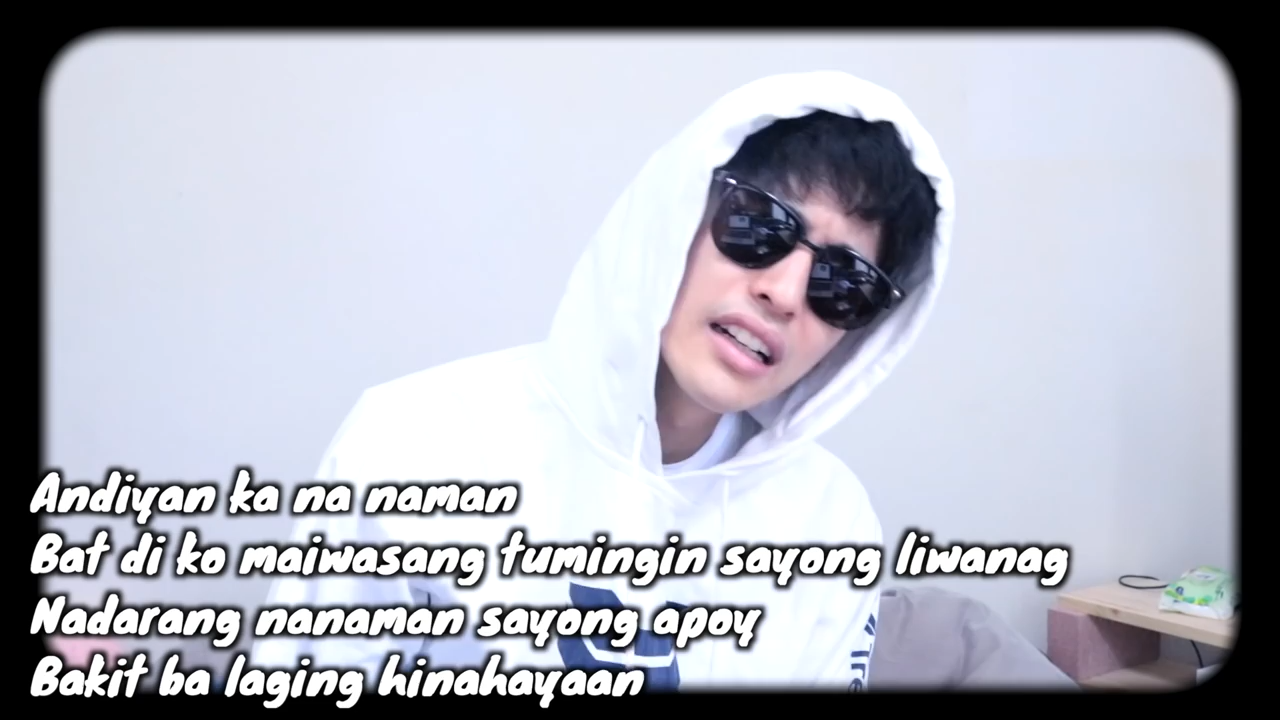 Andiyan ka na naman
Bat di ko maiwasang tumingin sayong liwanag
Nadarang nanaman sayong apoy
Bakit ba laging hinahayaan